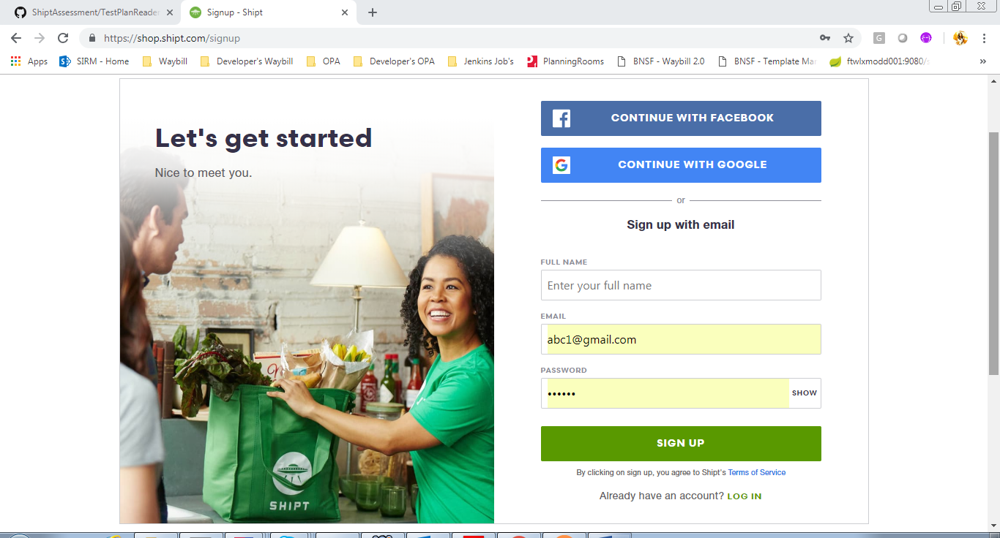 ShiptAssessment/TestPlanReader
Signup - Shipt
https://shop.shipt.com/signup
G
Apps
SIRM - Home
Waybill
Developer's Waybill
OPA
Developer's OPA
Jenkins Job's
PlanningRooms
BNSF - Waybill 2.0
BNSF - Template Mar
ftwlxmodd001:9080/s
»
Let's get started
Nice to meet you.
SHIPT
CONTINUE WITH FACEBOOK
CONTINUE WITH GOOGLE
or
Sign up with email
FULL NAME
Enter your full name
EMAIL
abc1@gmail.com
PASSWORD
••••••
SHOW
SIGN UP
By clicking on sign up, you agree to Shipt's Terms of Service
Already have an account? LOG IN